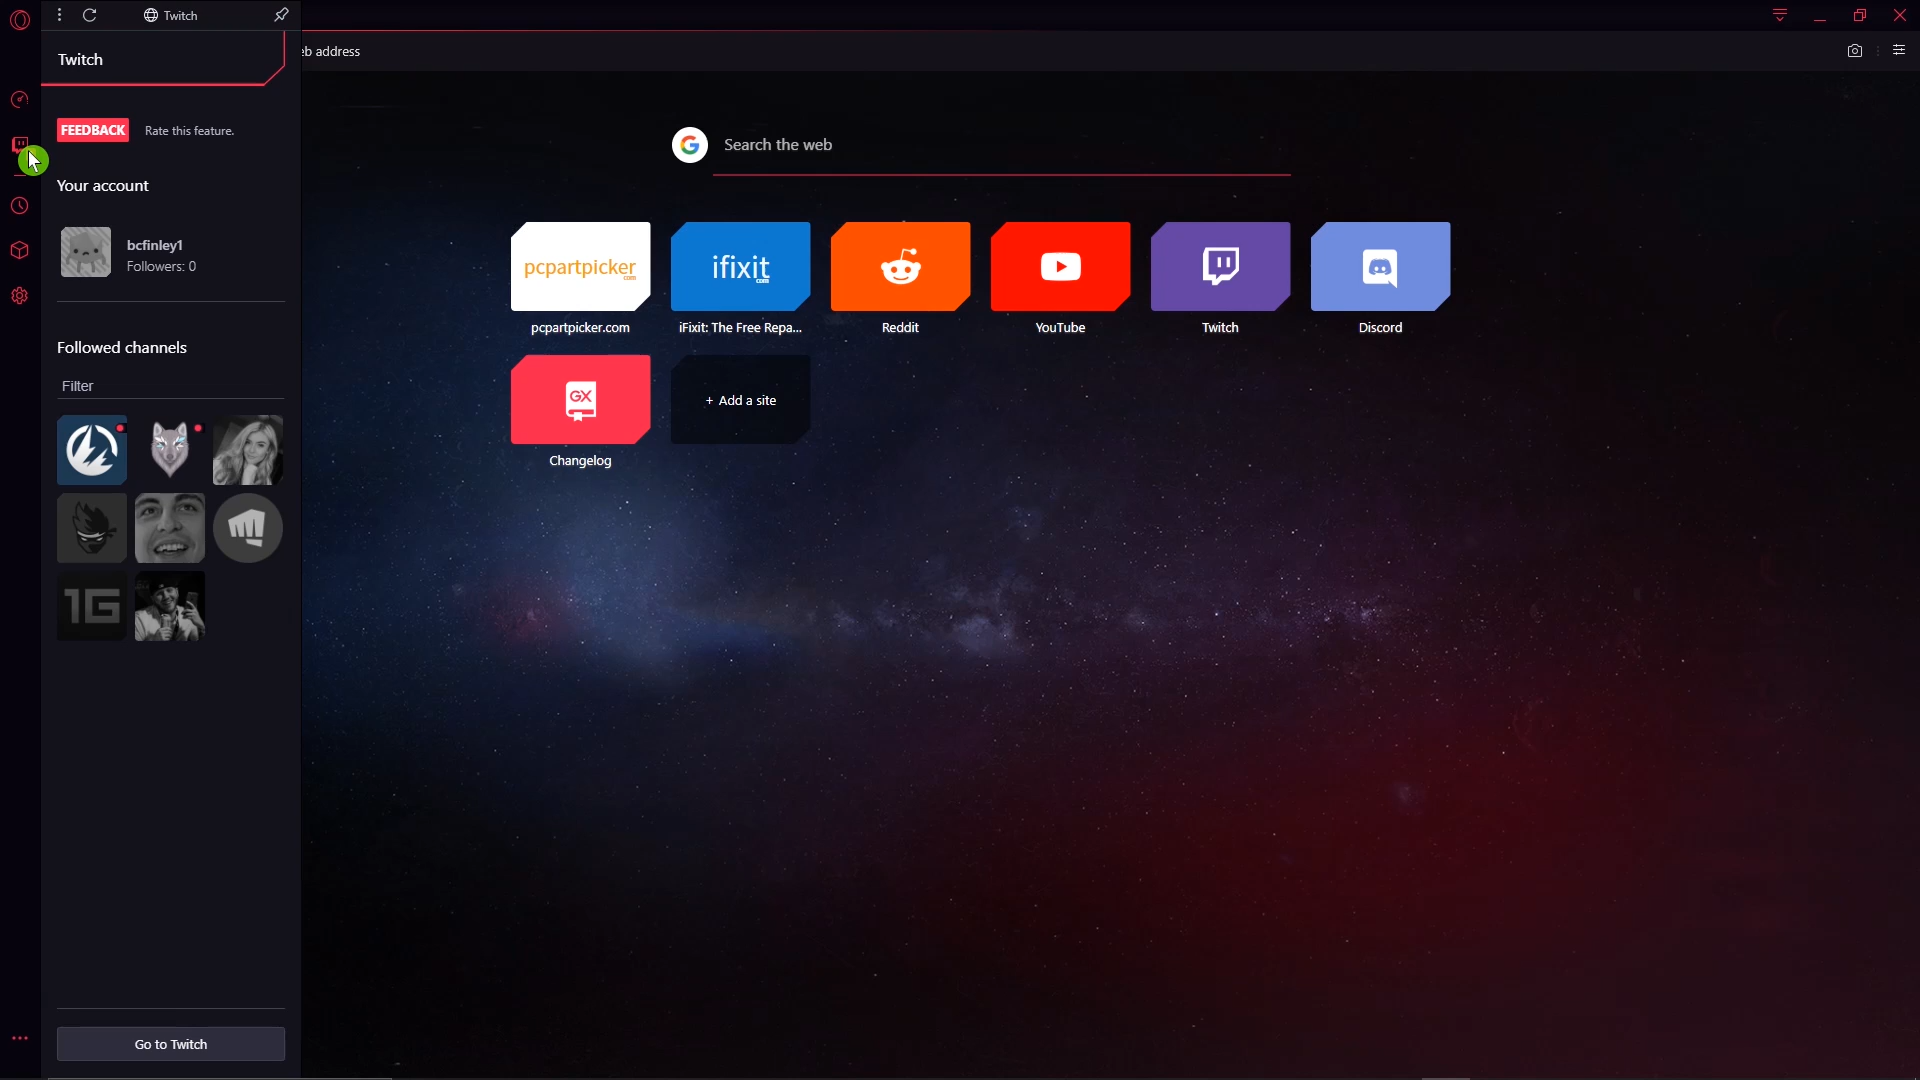 Twitch
Twitch
eb address
FEEDBACK Rate this feature.
Your account
bcfinley1
Followers: 0
Followed channels
Filter
1G
Go to Twitch
Search the web
pcpartpicker
com
ifixit
com
pcpartpicker.com
iFixit: The Free Repa...
Reddit
YouTube
Twitch
Discord
GX
+ Add a site
Changelog